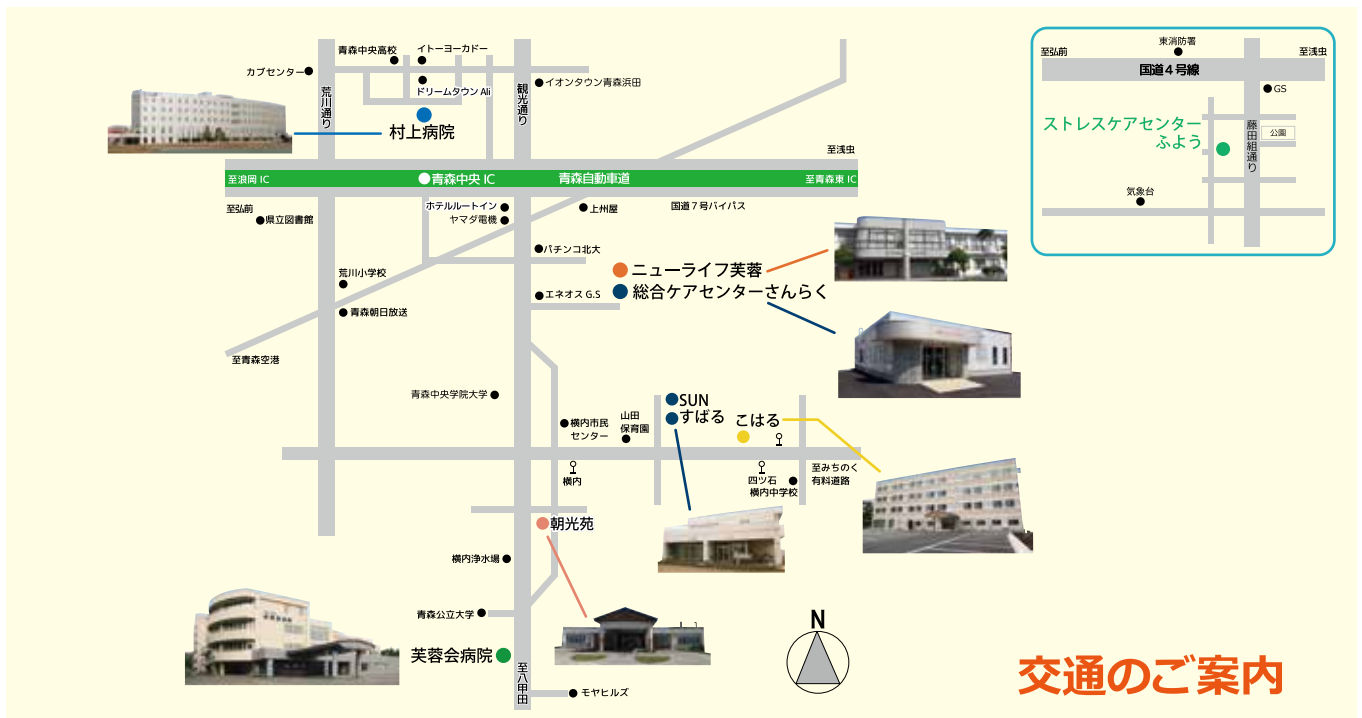 青森中央高校
イトーヨーカドー
カブセンター
ドリームタウン Ali
イオンタウン青森浜田
荒川通り
観光通り
村上病院
至浅虫
至浪岡 IC
青森中央 IC
青森自動車道
至青森東 IC
至弘前
県立図書館
ホテルルートイン
ヤマダ電機
上州屋
国道７号バイパス
パチンコ北大
荒川小学校
ニューライフ芙蓉
総合ケアセンターさんらく
エネオス G.S
青森朝日放送
至青森空港
青森中央学院大学
SUN
すばる
こはる
横内市民
センター
山田
保育園
横内
四ツ石
横内中学校
至みちのく
有料道路
朝光苑
横内浄水場
青森公立大学
芙蓉会病院
至八甲田
モヤヒルズ
N
交通のご案内
東消防署
至弘前
至浅虫
国道４号線
GS
ストレスケアセンター
ふよう
藤田組通り
公園
気象台